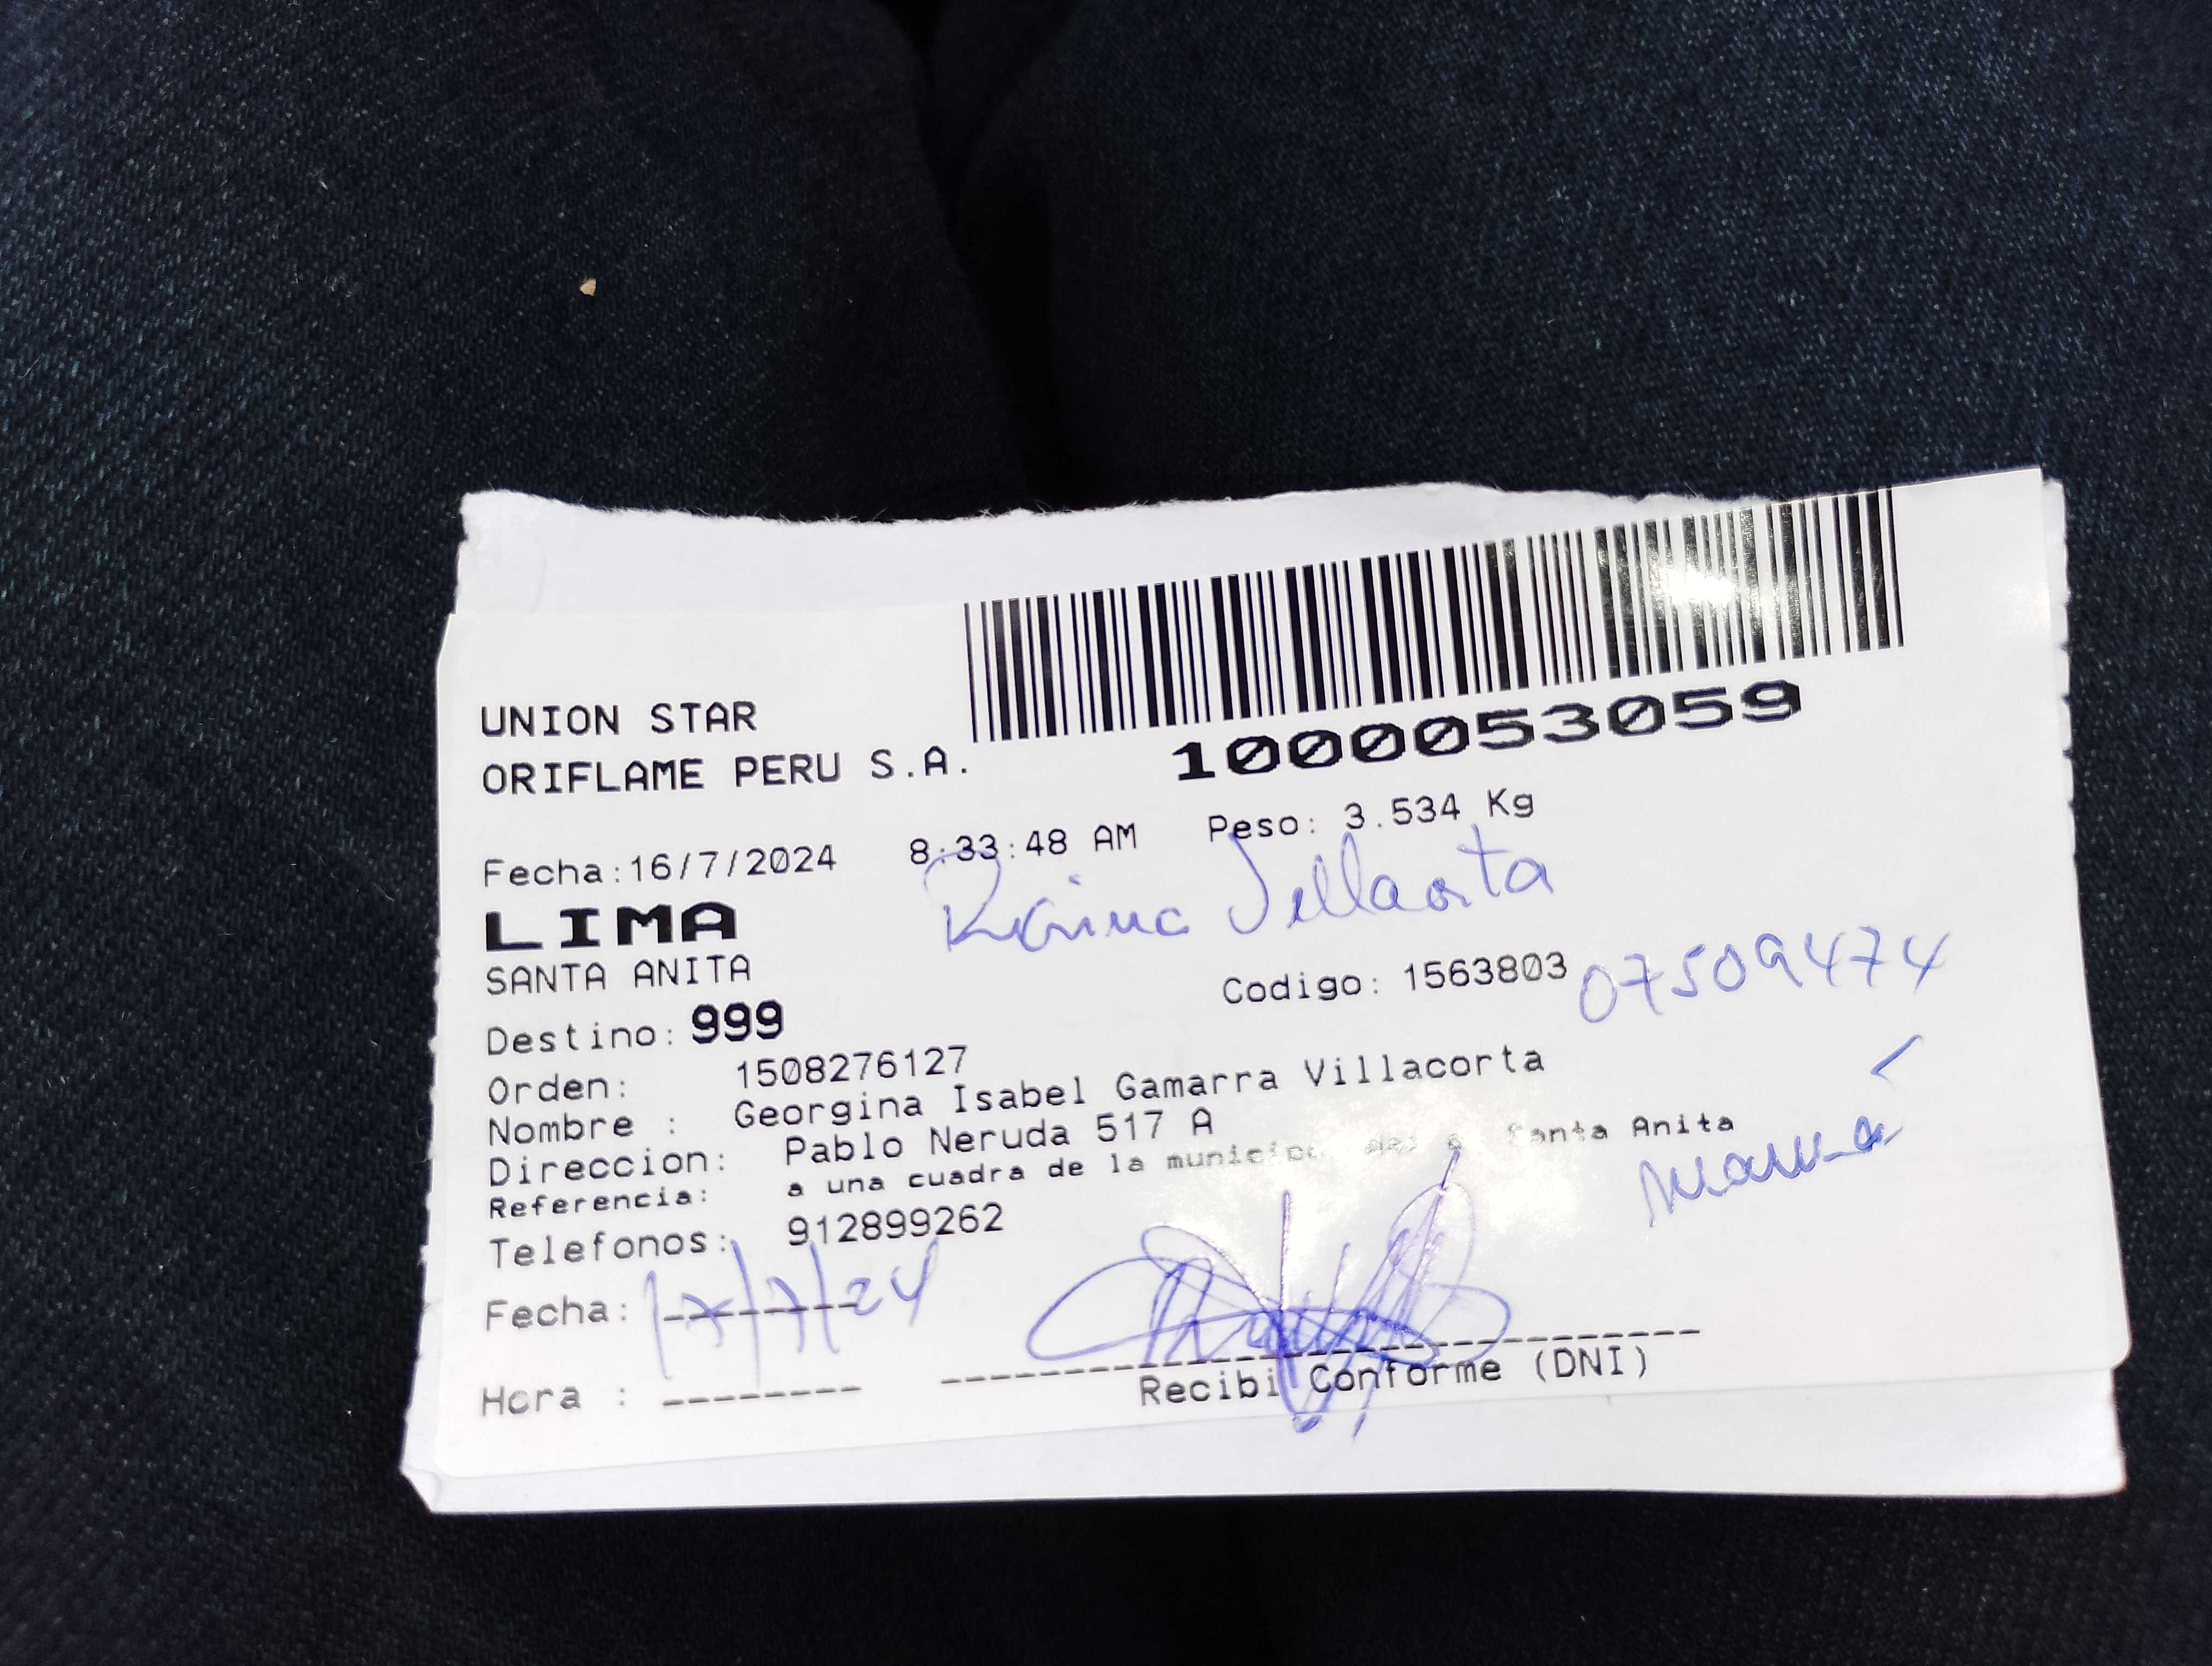 UNION STAR
ORIFLAME PERU S.A.
1000053059
Fecha:16/7/2024 8:33:48 AM Peso: 3.534 Kg
Villacorta
LIMA
SANTA ANITA
Codigo: 1563803 07509474
Destino: 999
Orden: 1508276127
Nombre : Georgina Isabel Gamarra Villacorta
Direccion: Pablo Neruda 517 A
Referencia: a una cuadra de la Santa Anita
mamá
Telefonos: 912899262
Fecha: 17/7/24
Hora : --------
Recibi Conforme (DNI)